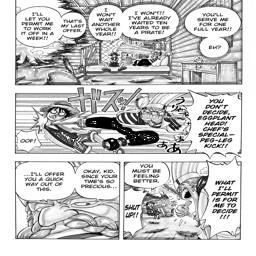 YOU'LL
SERVE ME
FOR ONE
FULL YEAR!!
EH?
I WON'T!!
I'VE ALREADY
WANTED TEN
YEARS TO BE
A PIRATE!
I
WON'T
WAIT
ANOTHER
WHOLE
YEAR!!
THAT'S
MY LAST
OFFER.
I'LL
LET YOU
PERMIT ME
TO WORK
IT OFF IN A
WEEK!!
YOU
DON'T
DECIDE,
EGGPLANT
HEAD!
CHEF'S
SPECIAL—
PEG-LEG
KICK!!
OOF!
WHAT I'LL
PERMIT
IS FOR ME
TO DECIDE
!!!
YOU
MUST BE
FEELING
BETTER.
SHUT
UP!!
OKAY, KID.
SINCE YOUR
TIME'S SO
PRECIOUS...
...I'LL OFFER
YOU A QUICK
WAY OUT OF
THIS.